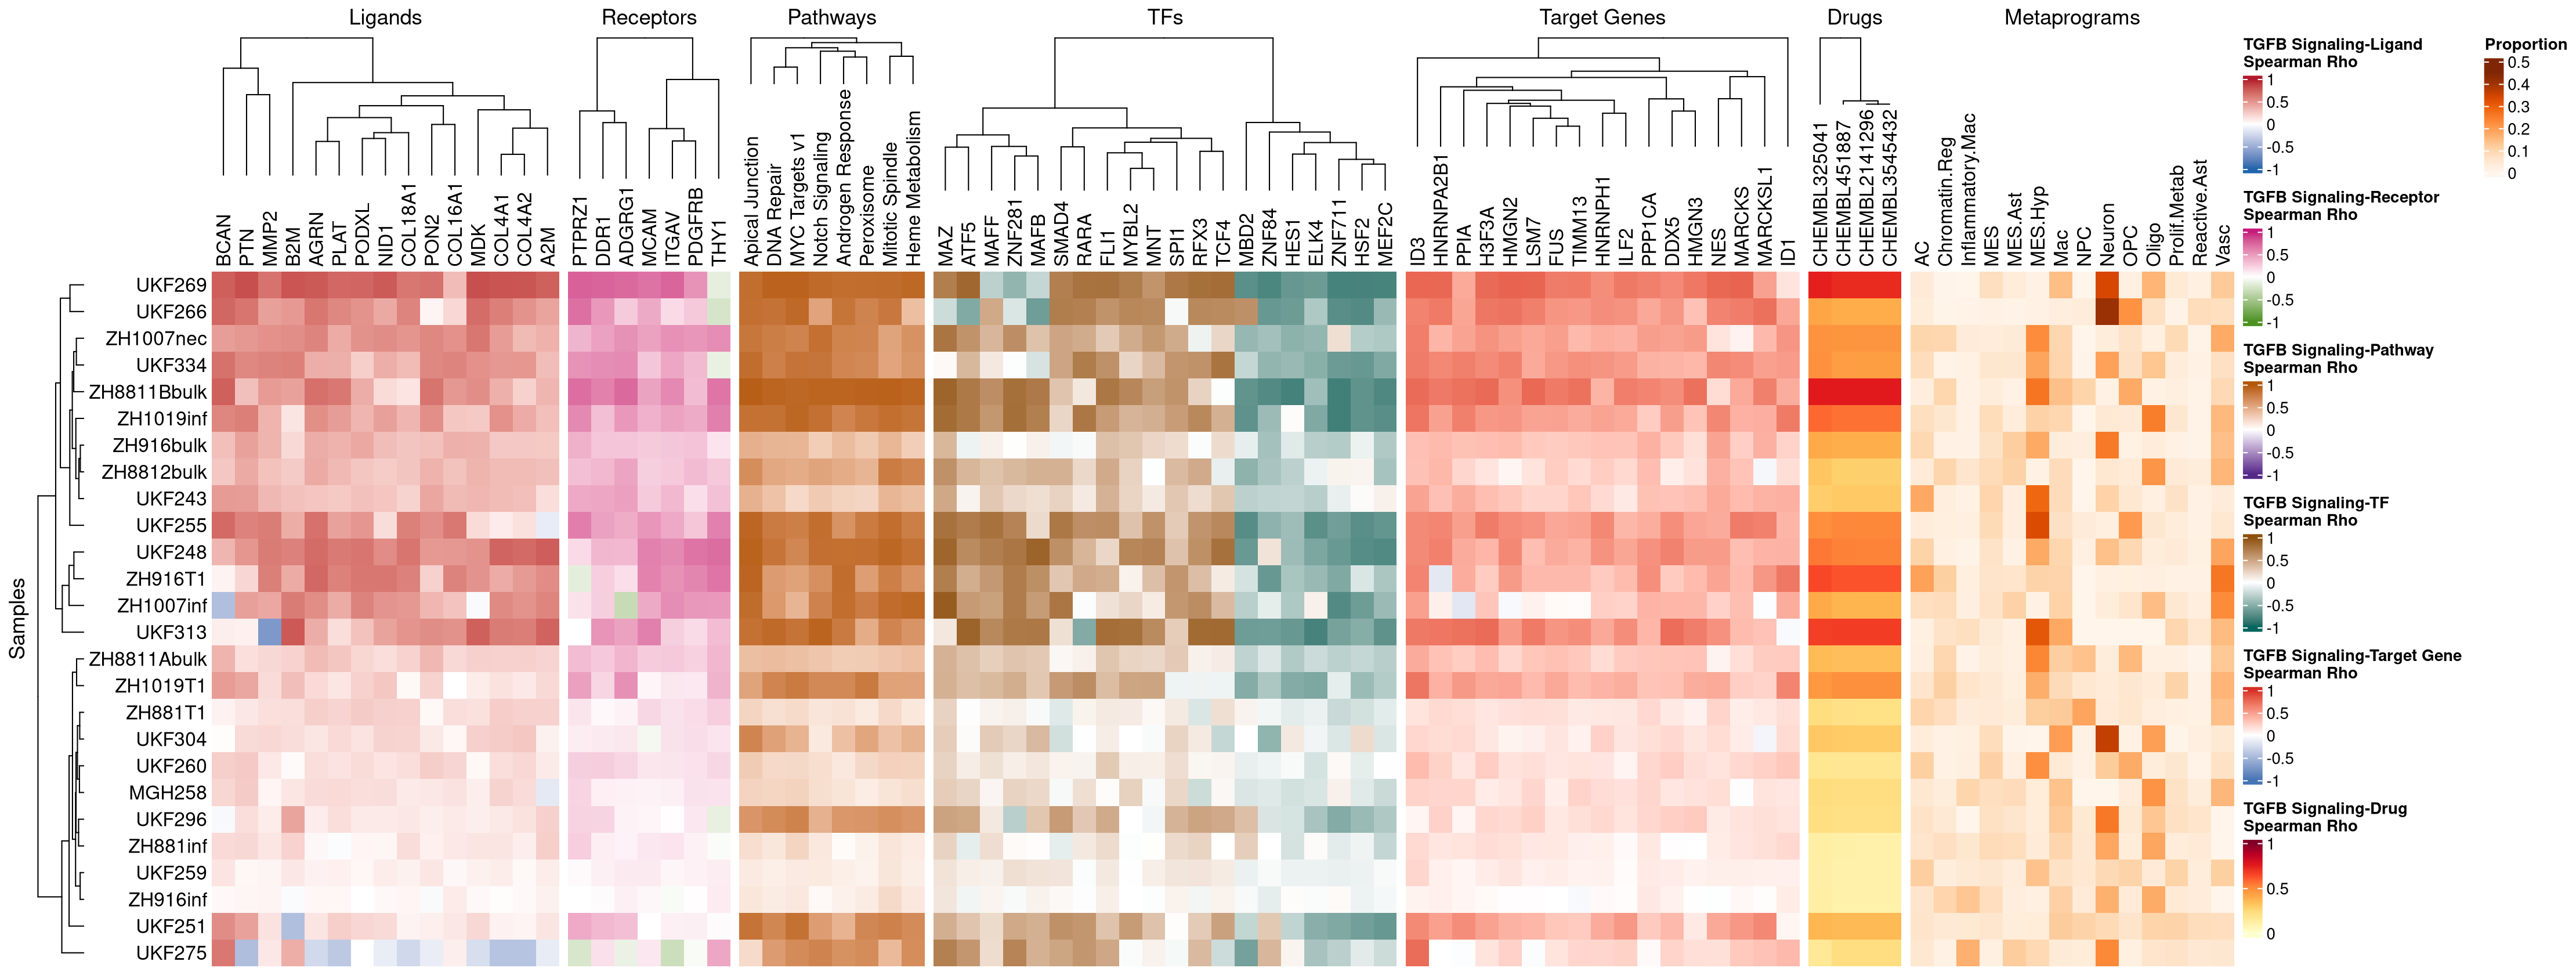 Ligands
Receptors
Pathways
TFs
Target Genes
Drugs
Metaprograms
BCAN
PTN
MMP2
B2M
AGRN
PLAT
PODXL
NID1
COL18A1
PON2
COL16A1
MDK
COL4A1
COL4A2
A2M
PTPRZ1
DDR1
ADGRG1
MCAM
ITGAV
PDGFRB
THY1
Apical Junction
DNA Repair
MYC Targets v1
Notch Signaling
Androgen Response
Peroxisome
Mitotic Spindle
Heme Metabolism
MAZ
ATF5
MAFF
ZNF281
MAFB
SMAD4
RARA
FLI1
MYBL2
MNT
SPI1
RFX3
TCF4
MBD2
ZNF84
HES1
ELK4
ZNF711
HSF2
MEF2C
ID3
HNRNPA2B1
PPIA
H3F3A
HMGN2
LSM7
FUS
TIMM13
HNRNPH1
ILF2
PPP1CA
DDX5
HMGN3
NES
MARCKS
MARCKSL1
ID1
CHEMBL325041
CHEMBL451887
CHEMBL2141296
CHEMBL3545432
AC
Chromatin.Reg
Inflammatory.Mac
MES
MES.Ast
MES.Hyp
Mac
NPC
Neuron
OPC
Oligo
Prolif.Metab
Reactive.Ast
Vasc
Samples
UKF269
UKF266
ZH1007nec
UKF334
ZH8811Bbulk
ZH1019inf
ZH916bulk
ZH8812bulk
UKF243
UKF255
UKF248
ZH916T1
ZH1007inf
UKF313
ZH8811Abulk
ZH1019T1
ZH881T1
UKF304
UKF260
MGH258
UKF296
ZH881inf
UKF259
ZH916inf
UKF251
UKF275
TGFB Signaling-Ligand
Spearman Rho
1
0.5
0
-0.5
-1
TGFB Signaling-Receptor
Spearman Rho
1
0.5
0
-0.5
-1
TGFB Signaling-Pathway
Spearman Rho
1
0.5
0
-0.5
-1
TGFB Signaling-TF
Spearman Rho
1
0.5
0
-0.5
-1
TGFB Signaling-Target Gene
Spearman Rho
1
0.5
0
-0.5
-1
TGFB Signaling-Drug
Spearman Rho
1
0.5
0
Proportion
0.5
0.4
0.3
0.2
0.1
0